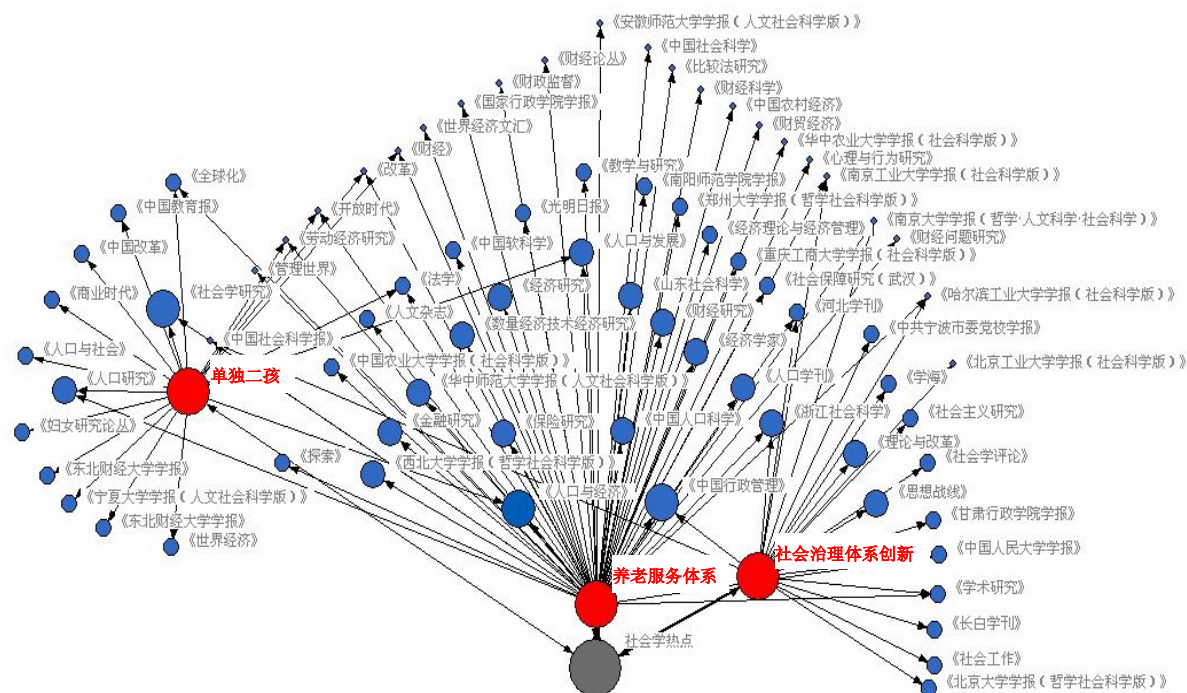 《安徽师范大学学报（人文社会科学版）》
《中国社会科学》
《财经论丛》
《比较法研究》
《财政监督》
《财经科学》
《国家行政学院学报》
《中国农村经济》
《世界经济文汇》
《财贸经济》
《华中农业大学学报（社会科学版）》
《财经》
《心理与行为研究》
《改革》
《教学与研究》
《南京工业大学学报（社会科学版）》
《全球化》
《南阳师范学院学报》
《中国教育报》
《开放时代》
《光明日报》
《郑州大学学报（哲学社会科学版）》
《南京大学学报（哲学·人文科学·社会科学）》
《经济理论与经济管理》
《财经问题研究》
《中国改革》
《劳动经济研究》
《中国软科学》
《人口与发展》
《重庆工商大学学报（社会科学版）》
《管理世界》
《法学》
《经济研究》
《山东社会科学》
《社会保障研究（武汉）》
《商业时代》
《社会学研究》
《哈尔滨工业大学学报（社会科学版）》
《人文杂志》
《数量经济技术经济研究》
《财经研究》
《河北学刊》
《中共宁波市委党校学报》
《中国社会科学报》
《经济学家》
《人口与社会》
《中国农业大学学报（社会科学版）》
《北京工业大学学报（社会科学版）》
单独二孩
《人口研究》
《华中师范大学学报（人文社会科学版）》
《人口学刊》
《学海》
《妇女研究论丛》
《金融研究》
《保险研究》
《中国人口科学》
《浙江社会科学》
《社会主义研究》
《理论与改革》
《探索》
《西北大学学报（哲学社会科学版）》
《社会学评论》
《东北财经大学学报》
《人口与经济》
《中国行政管理》
《思想战线》
《宁夏大学学报（人文社会科学版）》
《甘肃行政学院学报》
《东北财经大学学报》
《世界经济》
社会治理体系创新
《中国人民大学学报》
养老服务体系
《学术研究》
《长白学刊》
社会学热点
《社会工作》
《北京大学学报（哲学社会科学版）》